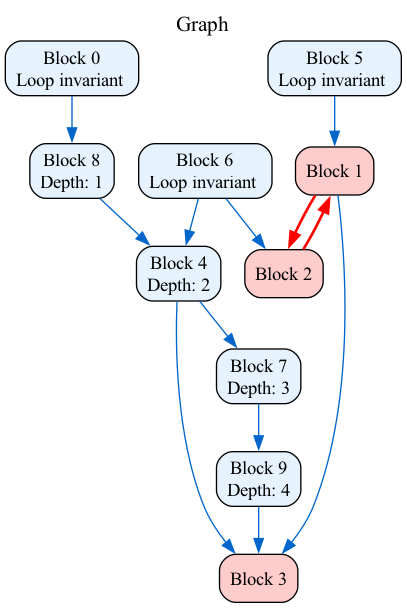 Graph
Block 0
Loop invariant
Block 5
Loop invariant
Block 8
Depth: 1
Block 6
Loop invariant
Block 1
Block 4
Depth: 2
Block 2
Block 7
Depth: 3
Block 9
Depth: 4
Block 3